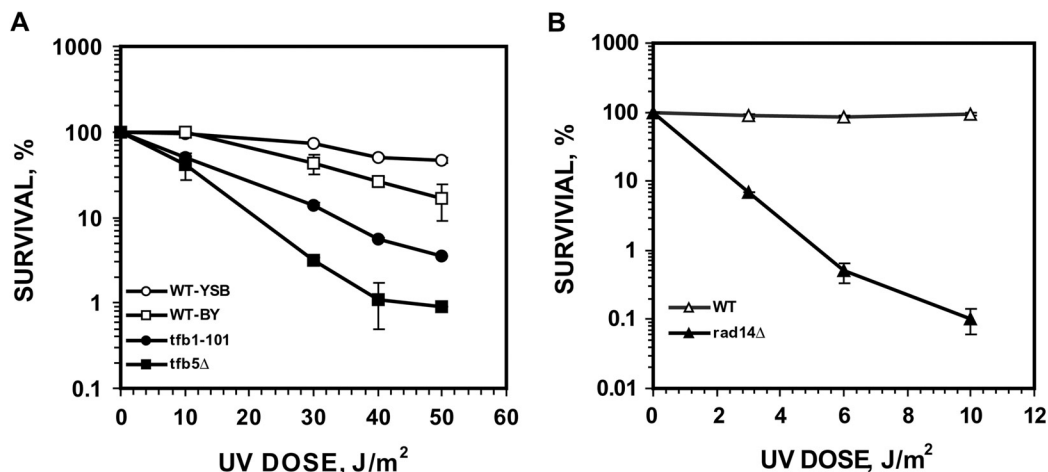 A
1000
100
10
1
0.1
SURVIVAL, %
WT-YSB
WT-BY
tfb1-101
tfb5Δ
0 10 20 30 40 50 60
UV DOSE, J/m²
B
1000
100
10
1
0.1
0.01
SURVIVIAL, %
WT
rad14Δ
0 2 4 6 8 10 12
UV DOSE, J/m²